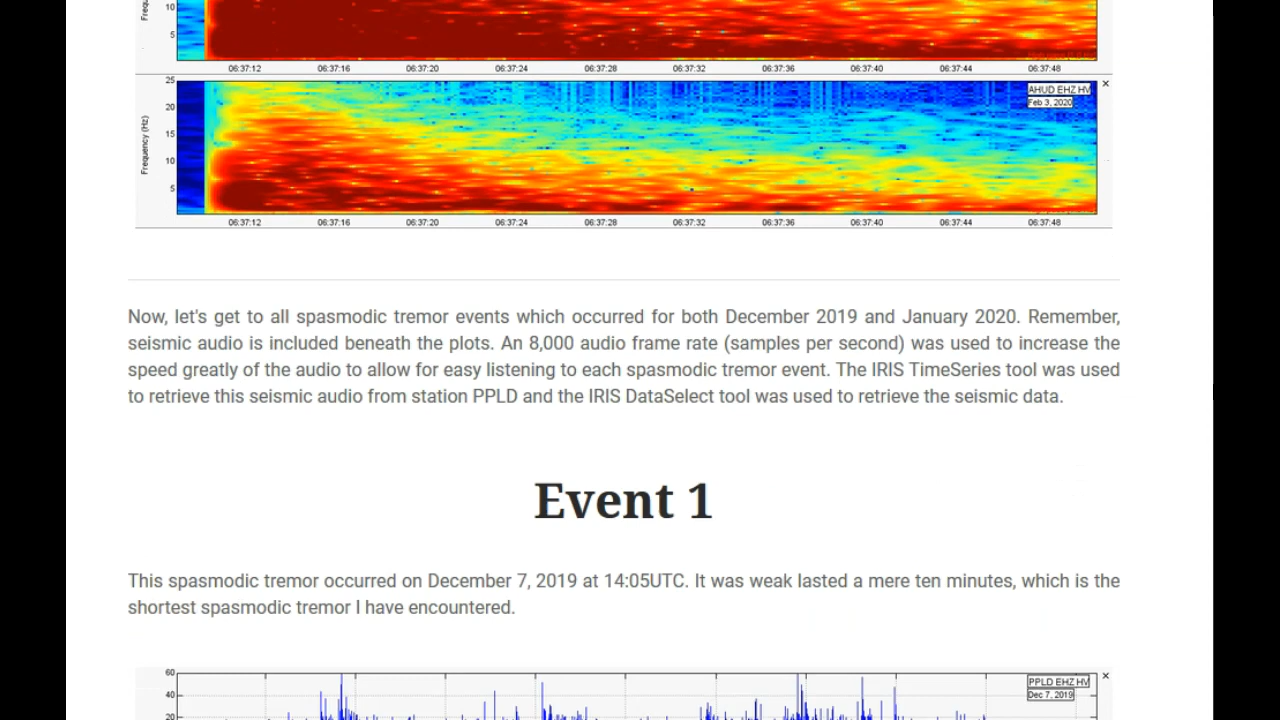 10
5
06:37:12 06:37:16 06:37:20 06:37:24 06:37:28 06:37:32 06:37:36 06:37:40 06:37:44 06:37:48
25
AHUD EHZ HV
Feb 3, 2020
20
15
Frequency (Hz)
10
5
06:37:12 06:37:16 06:37:20 06:37:24 06:37:28 06:37:32 06:37:36 06:37:40 06:37:44 06:37:48
Now, let's get to all spasmodic tremor events which occurred for both December 2019 and January 2020. Remember,
seismic audio is included beneath the plots. An 8,000 audio frame rate (samples per second) was used to increase the
speed greatly of the audio to allow for easy listening to each spasmodic tremor event. The IRIS TimeSeries tool was used
to retrieve this seismic audio from station PPLD and the IRIS DataSelect tool was used to retrieve the seismic data.
Event 1
This spasmodic tremor occurred on December 7, 2019 at 14:05UTC. It was weak lasted a mere ten minutes, which is the
shortest spasmodic tremor I have encountered.
60
PPLD EHZ HV
Dec 7, 2019
40
20